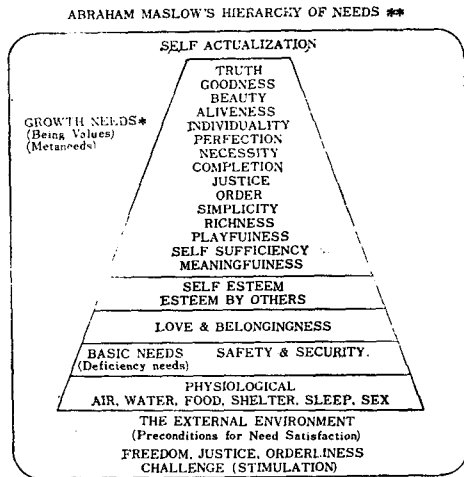 ABRAHAM MASLOW'S HIERARCHY OF NEEDS **
SELF ACTUALIZATION
TRUTH
GOODNESS
BEAUTY
GROWTH NEEDS*
(Being Values)
(Metaneeds)
ALIVENESS
INDIVIDUALITY
PERFECTION
NECESSITY
COMPLETION
JUSTICE
ORDER
SIMPLICITY
RICHNESS
PLAYFUINESS
SELF SUFFICIENCY
MEANINGFUINESS
SELF ESTEEM
ESTEEM BY OTHERS
LOVE & BELONGINGNESS
BASIC NEEDS SAFETY & SECURITY.
(Deficiency needs)
PHYSIOLOGICAL
AIR, WATER, FOOD, SHELTER, SLEEP, SEX
THE EXTERNAL ENVIRONMENT
(Preconditions for Need Satisfaction)
FREEDOM, JUSTICE, ORDERLINESS
CHALLENGE (STIMULATION)